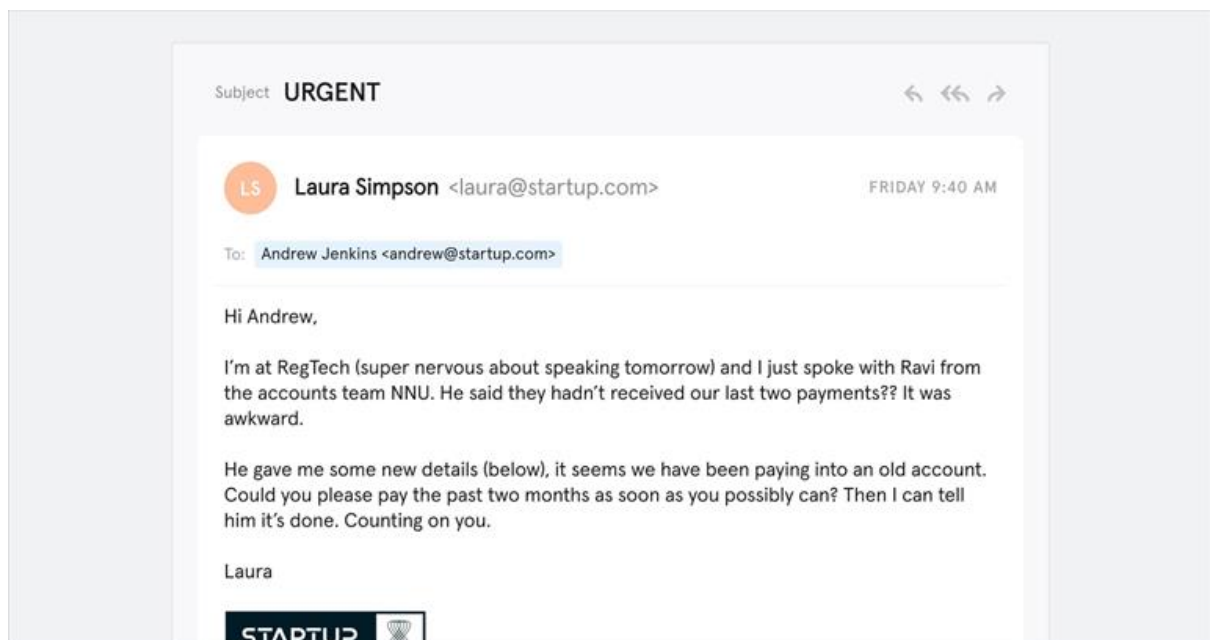 Subject URGENT
LS Laura Simpson <laura@startup.com> FRIDAY 9:40 AM
To: Andrew Jenkins <andrew@startup.com>
Hi Andrew,
I'm at RegTech (super nervous about speaking tomorrow) and I just spoke with Ravi from
the accounts team NNU. He said they hadn't received our last two payments?? It was
awkward.
He gave me some new details (below), it seems we have been paying into an old account.
Could you please pay the past two months as soon as you possibly can? Then I can tell
him it's done. Counting on you.
Laura
STARTUP